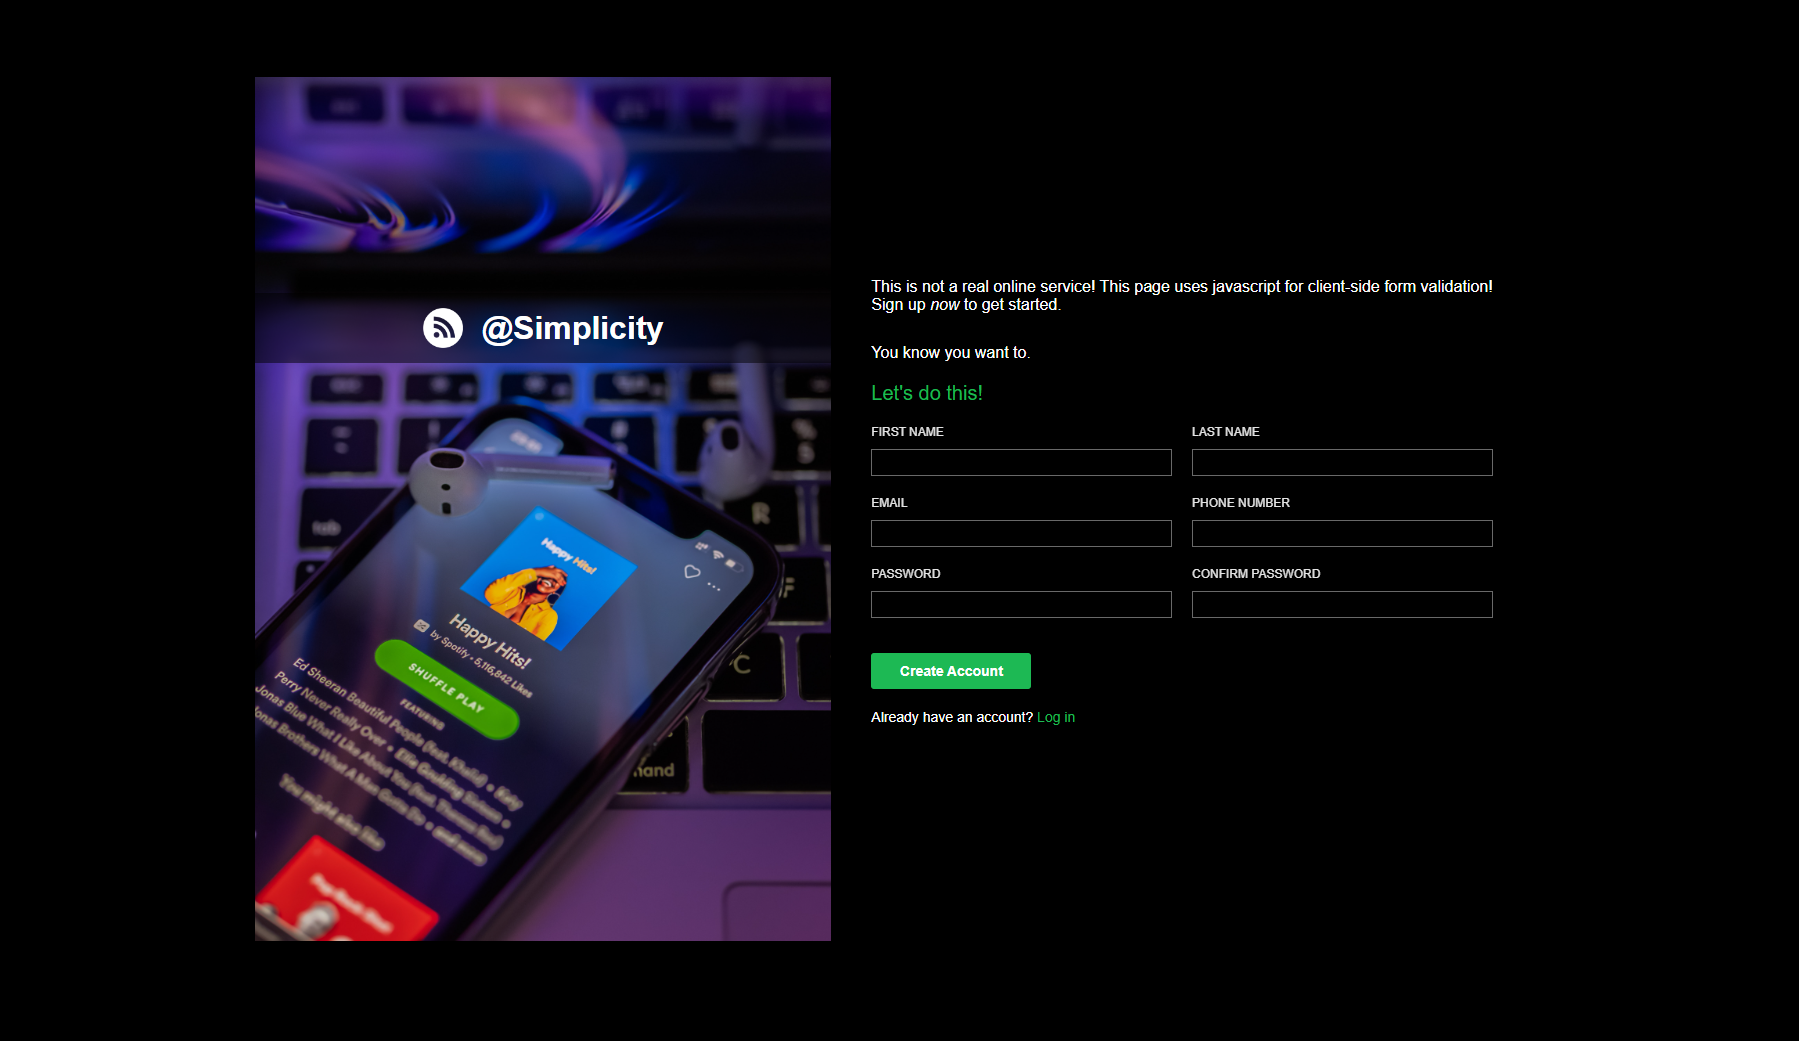 @Simplicity
tab
R
F
C
Happy Hits!
Happy Hits!
by Spotify • 5,116,842 Likes
SHUFFLE PLAY
FEATURING
Ed Sheeran Beautiful People (feat. Khalid) • Katy
Perry Never Really Over • Ellie Goulding Sixteen •
Jonas Blue What I Like About You (feat. Theresa Rex) •
Jonas Brothers What A Man Gotta Do • and more
You might also like
This is not a real online service! This page uses javascript for client-side form validation!
Sign up now to get started.
You know you want to.
Let's do this!
FIRST NAME
LAST NAME
EMAIL
PHONE NUMBER
PASSWORD
CONFIRM PASSWORD
Create Account
Already have an account? Log in